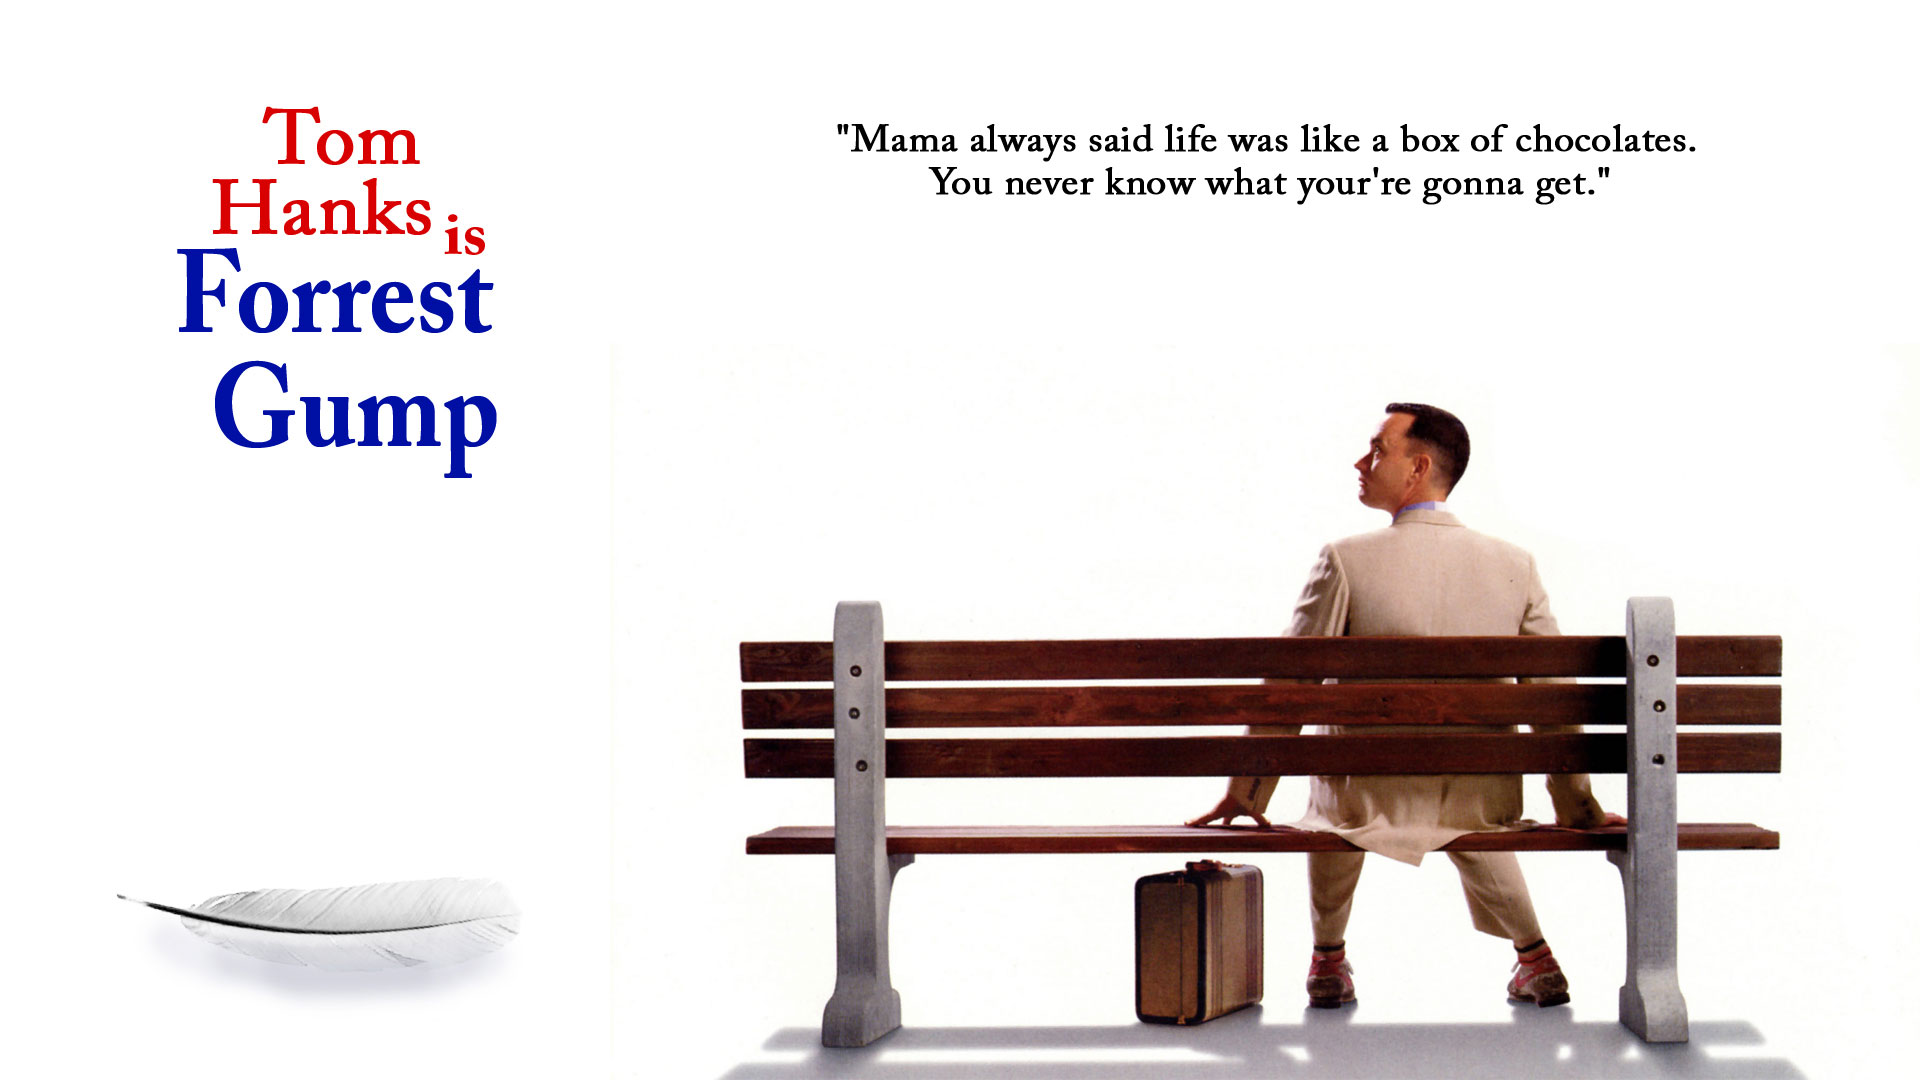 Tom
Hanks is
Forrest
Gump
"Mama always said life was like a box of chocolates.
You never know what your're gonna get."